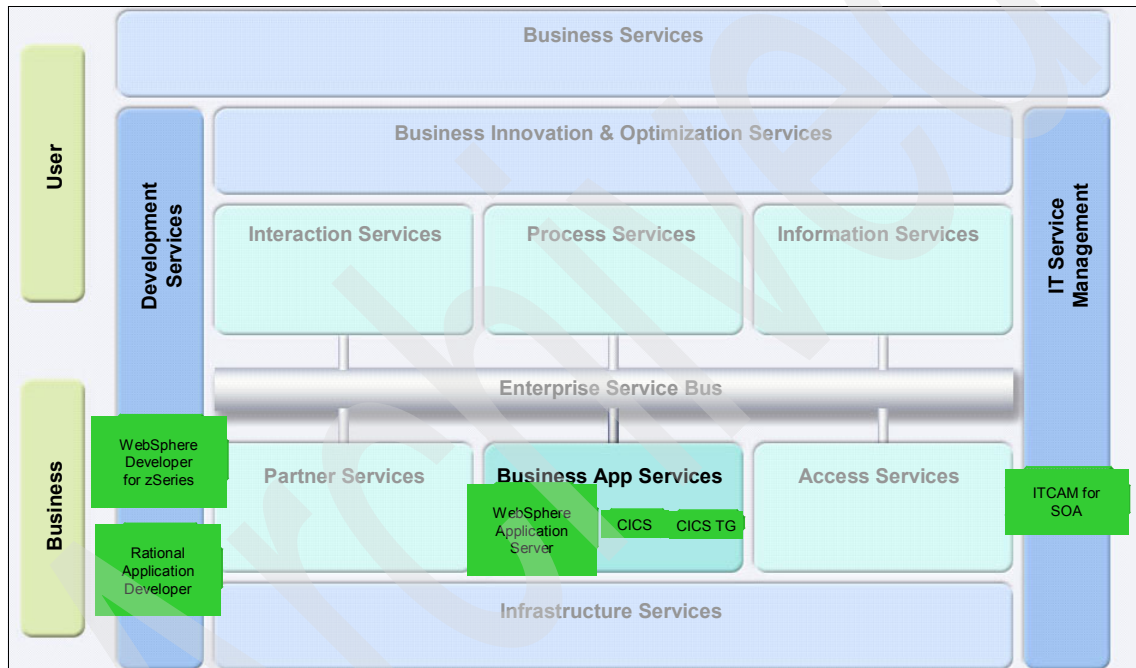 Business Services
User
Development
Services
Business Innovation & Optimization Services
IT Service
Management
Interaction Services
Process Services
Information Services
Enterprise Service Bus
Business
WebSphere
Developer
for zSeries
Rational
Application
Developer
Partner Services
Business App Services
WebSphere
Application
Server
CICS
CICS TG
Access Services
ITCAM for
SOA
Infrastructure Services
Archived